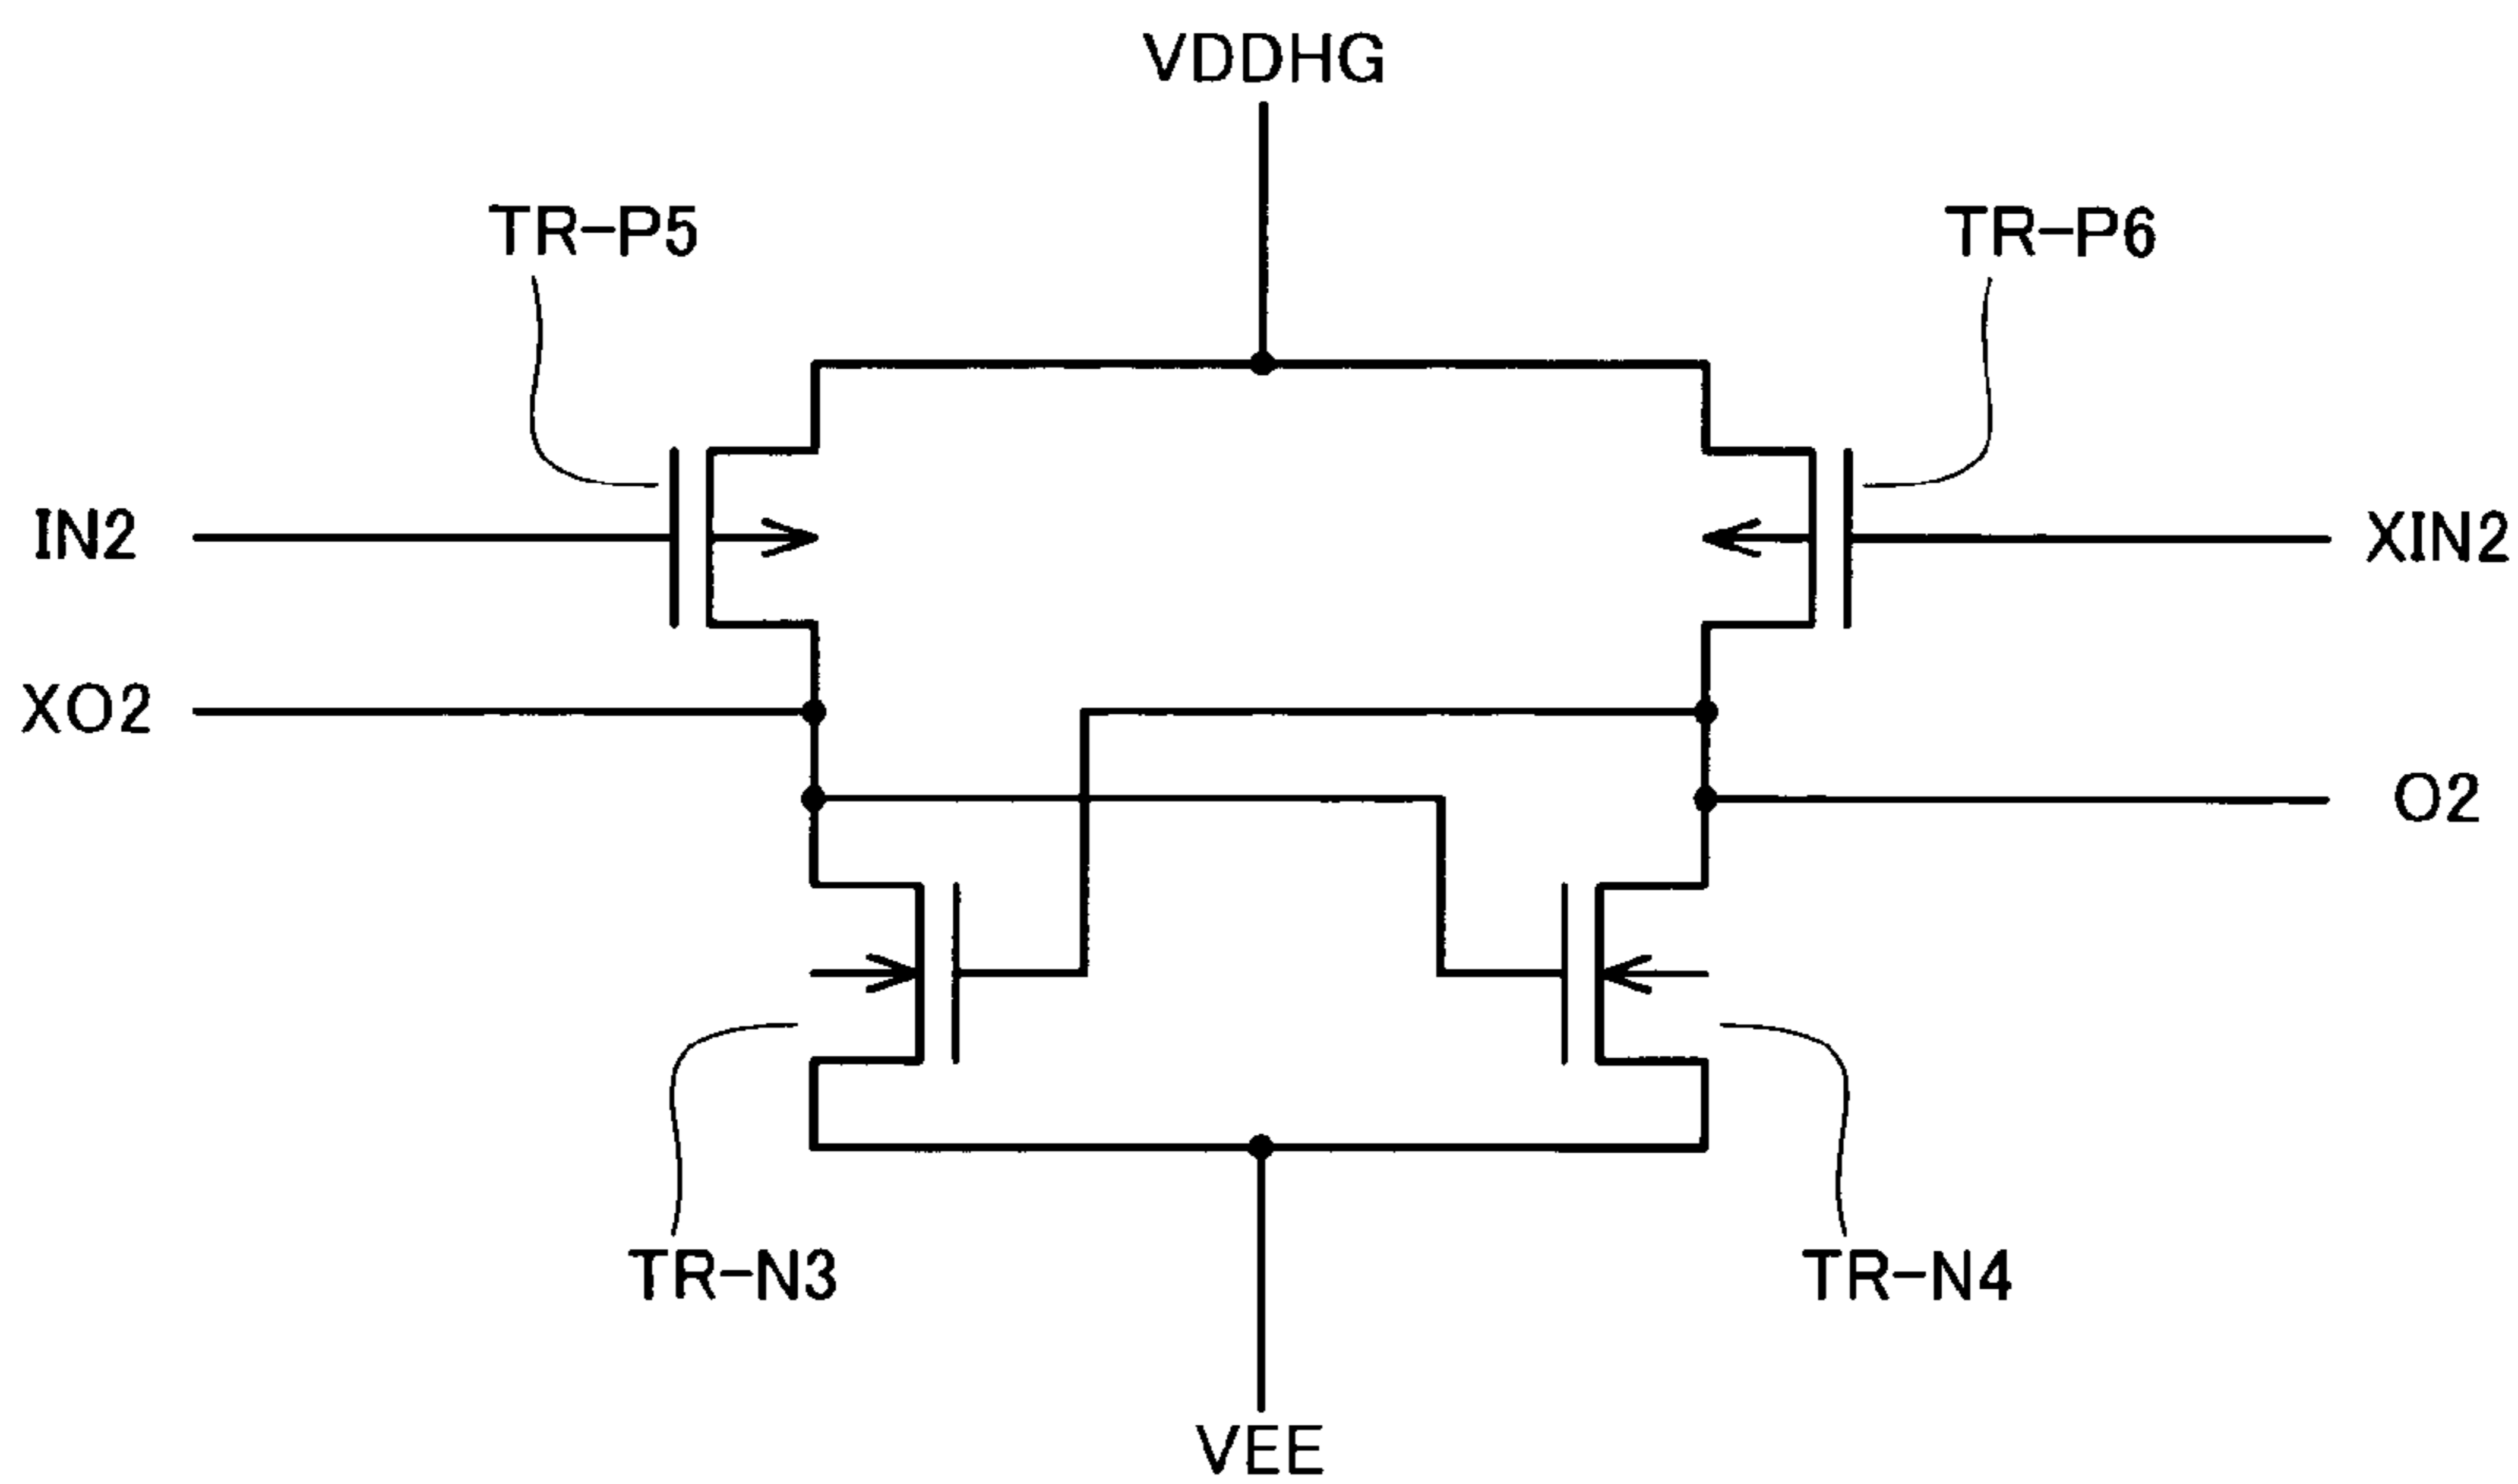 VDDHG
TR-P5
TR-P6
IN2
XIN2
XO2
O2
TR-N3
TR-N4
VEE